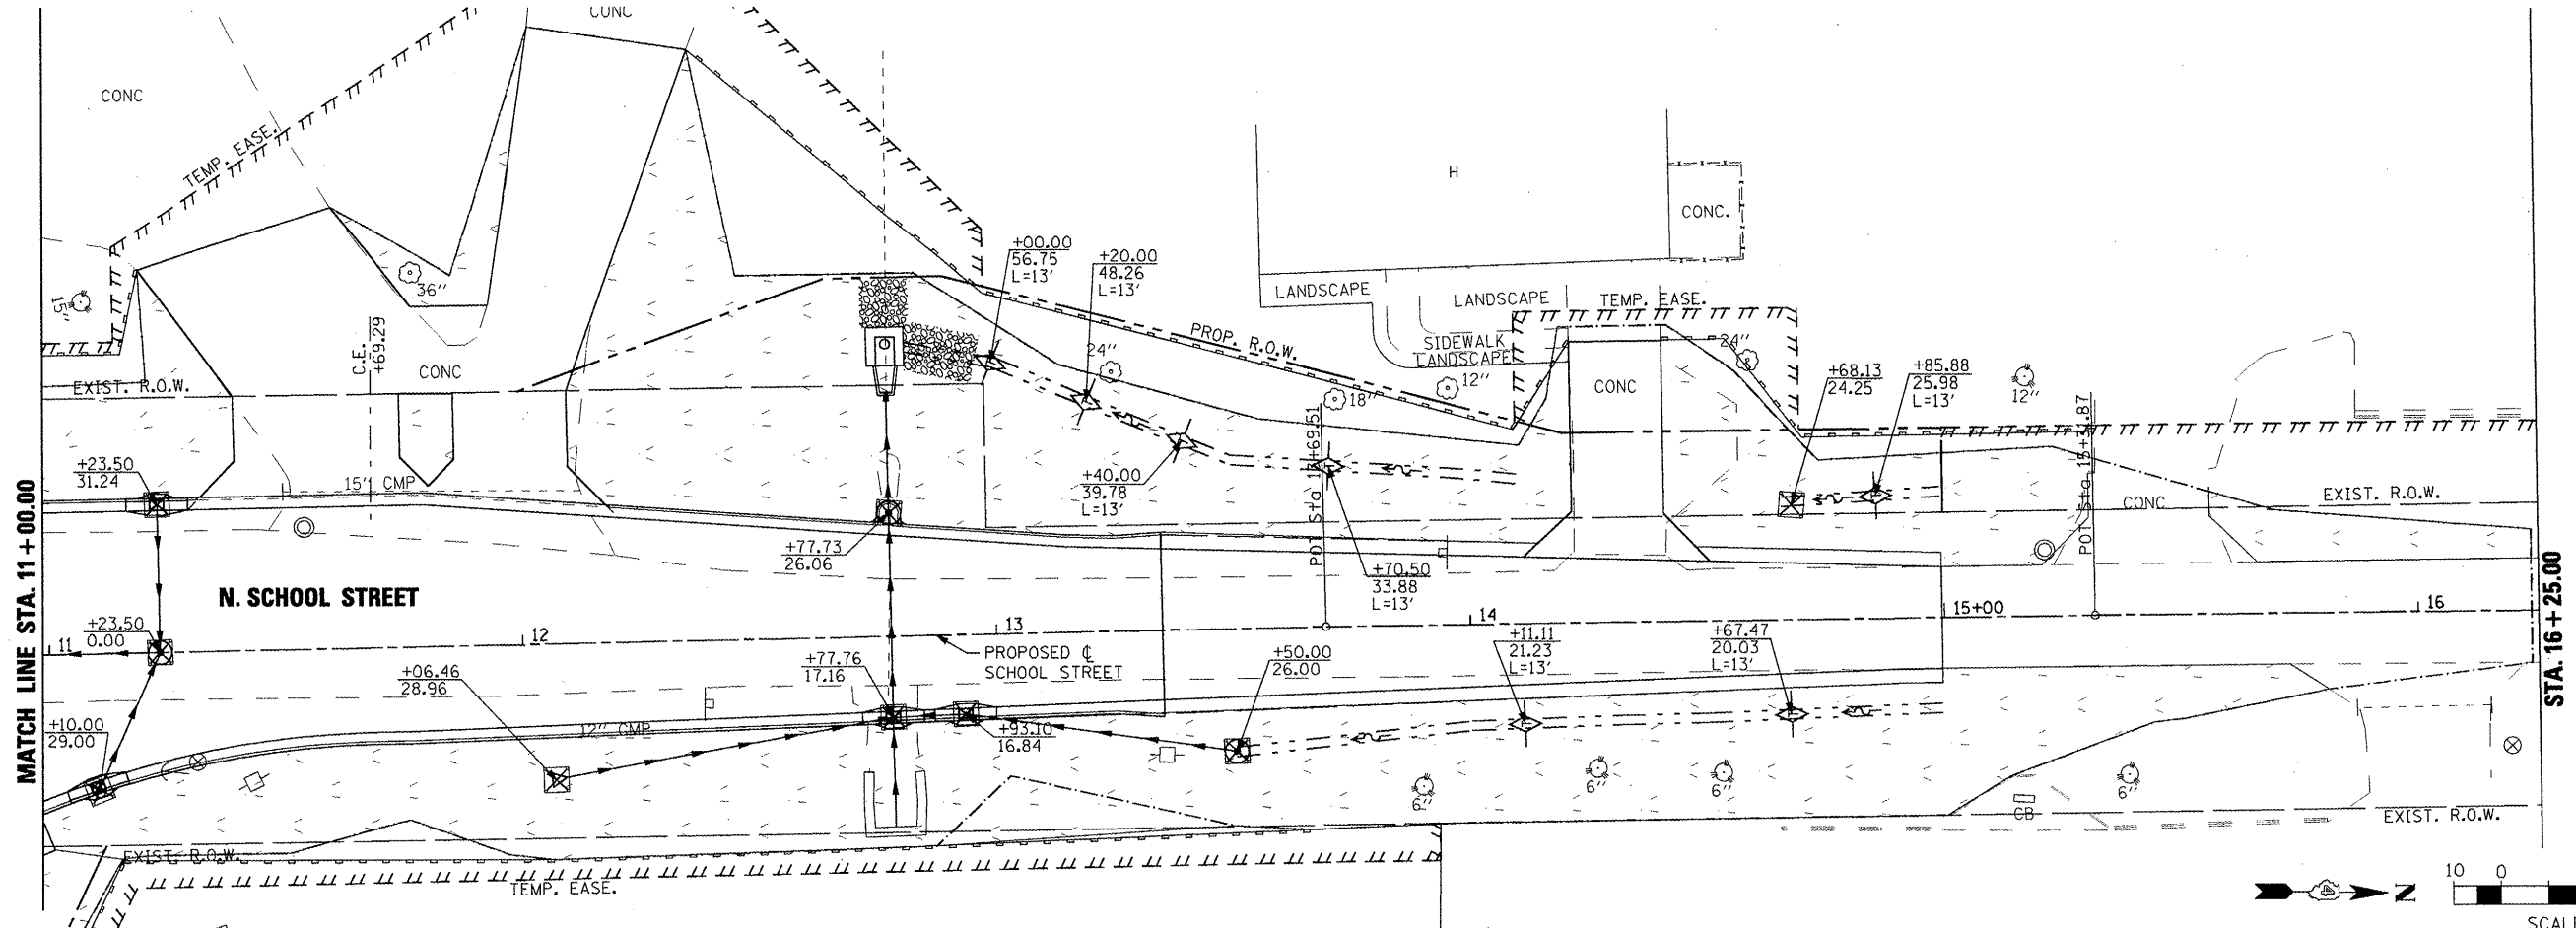 CONC
CONC
TEMP. EASE.
15"
36"
C.E.
+69.29
CONC
EXIST. R.O.W.
+23.50
31.24
15" CMP
MATCH LINE STA. 11+00.00
N. SCHOOL STREET
+23.50
0.00
11
12
13
14
15+00
16
+10.00
29.00
+06.46
28.96
12" CMP
+77.73
26.06
+77.76
17.16
+93.10
16.84
PROPOSED ℄
SCHOOL STREET
+00.00
56.75
L=13'
+20.00
48.26
L=13'
24"
+40.00
39.78
L=13'
PROP. R.O.W.
H
CONC.
LANDSCAPE
LANDSCAPE
SIDEWALK
LANDSCAPE
TEMP. EASE.
12"
18"
24"
CONC
+70.50
33.88
L=13'
+50.00
26.00
+11.11
21.23
L=13'
+67.47
20.03
L=13'
+68.13
24.25
+85.88
25.98
L=13'
12"
CONC
EXIST. R.O.W.
STA. 16+25.00
6"
6"
6"
6"
CB
EXIST. R.O.W.
EXIST. R.O.W.
TEMP. EASE.
N
10
0